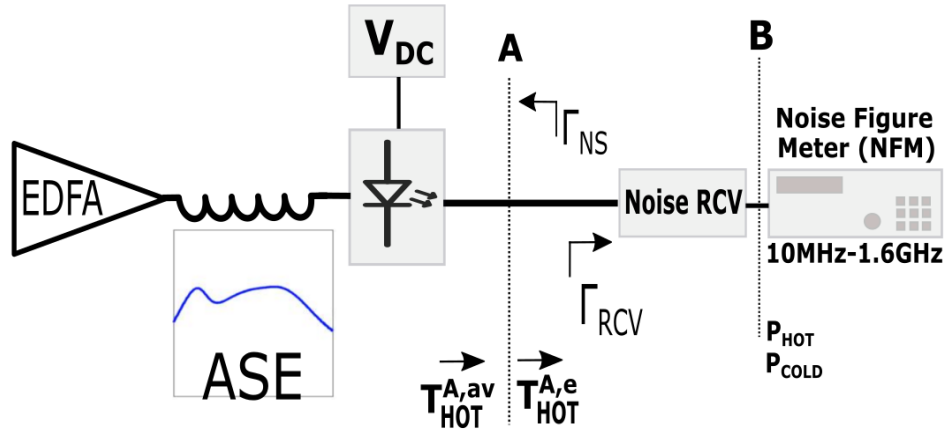 V_DC
A
B
Γ_NS
Noise Figure
Meter (NFM)
EDFA
Noise RCV
10MHz-1.6GHz
Γ_RCV
ASE
P_HOT
P_COLD
T_HOT^A,av
T_HOT^A,e